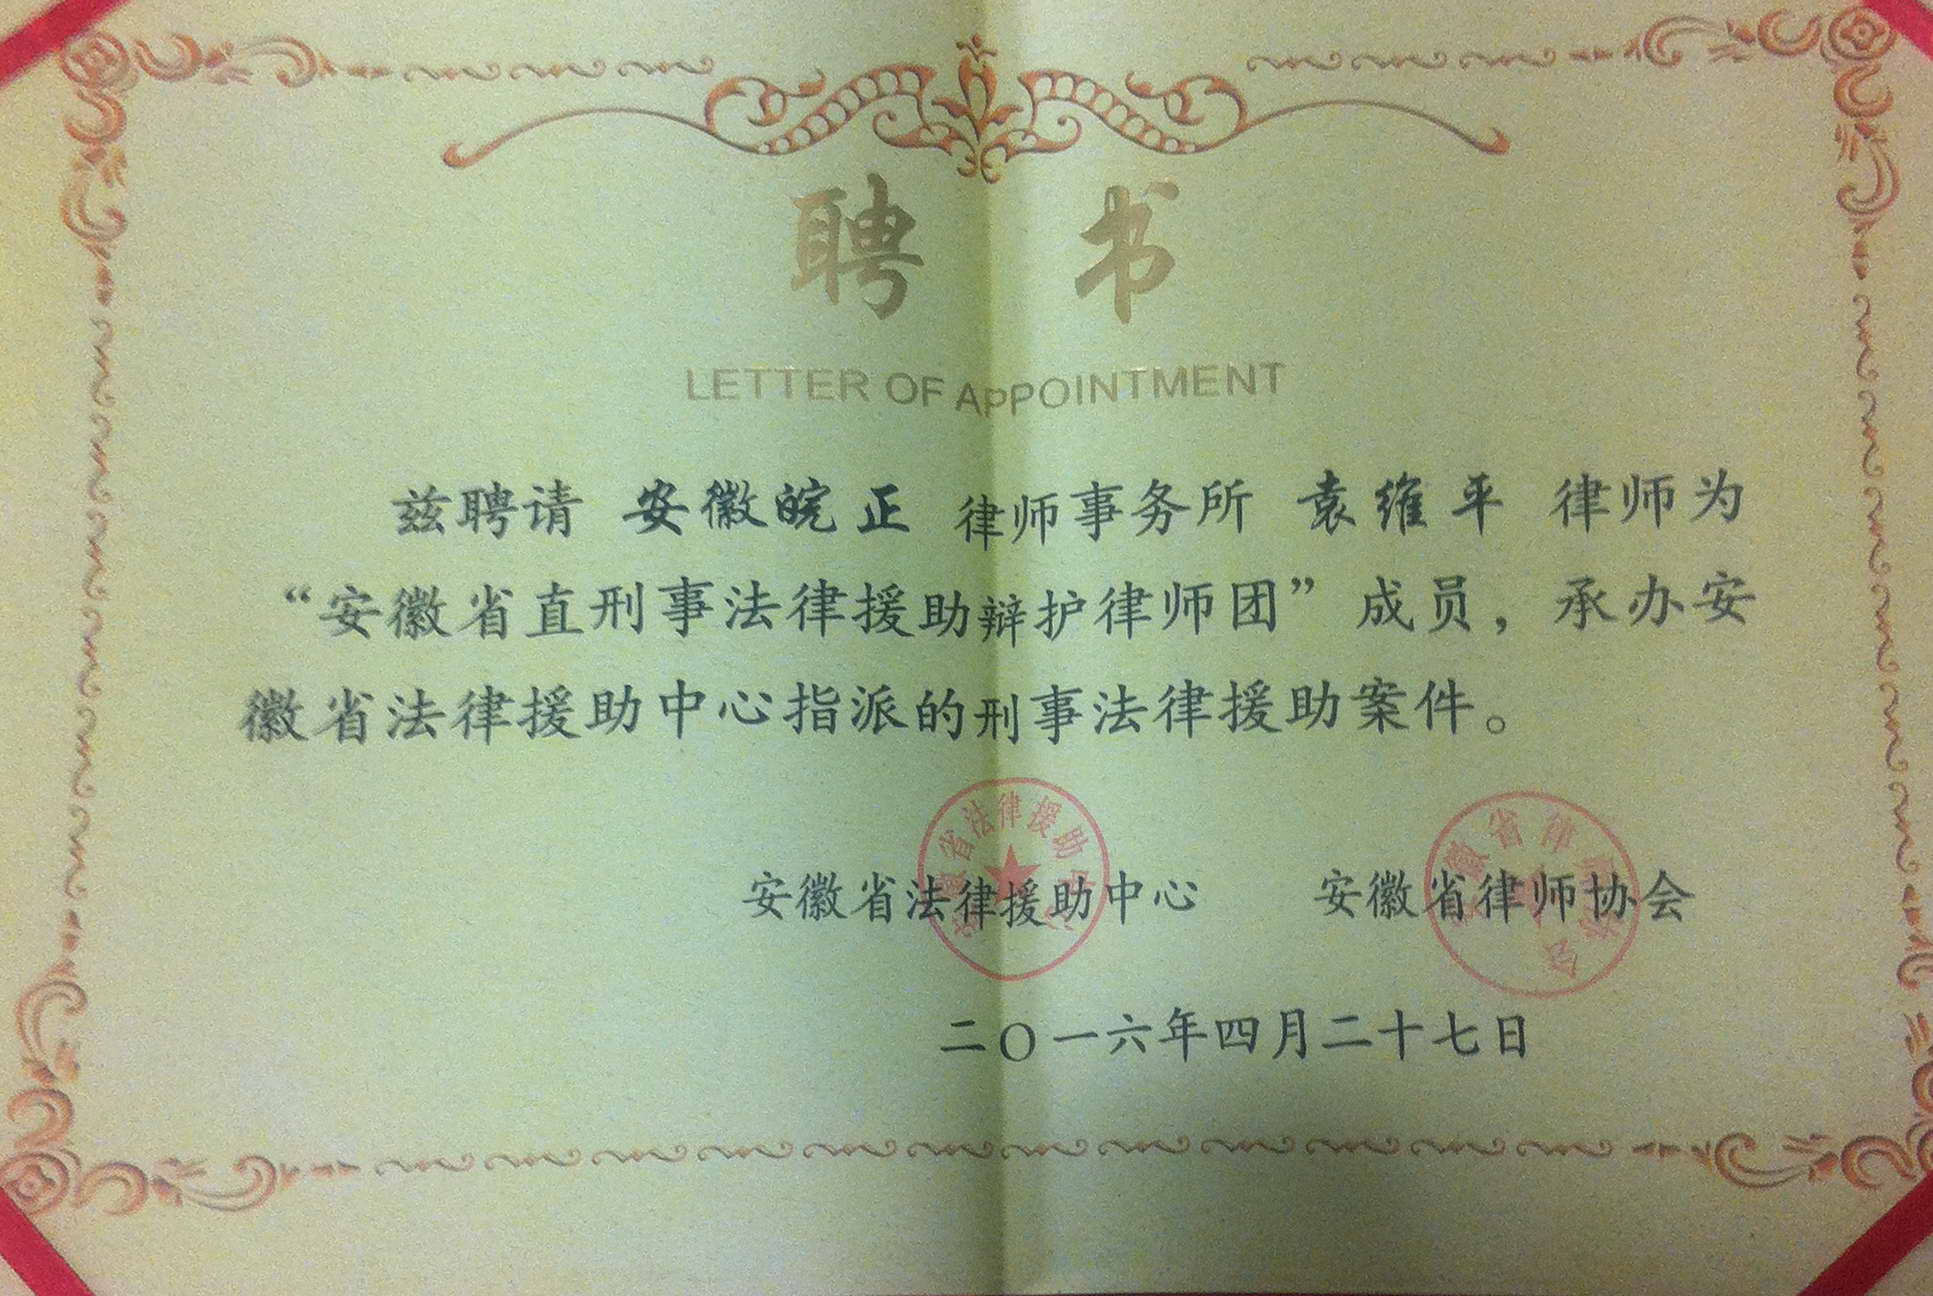 聘 书
LETTER OF APPOINTMENT
兹聘请 安徽皖正 律师事务所 袁维平 律师为
“安徽省直刑事法律援助辩护律师团”成员，承办安
徽省法律援助中心指派的刑事法律援助案件。
安徽省法律援助中心 安徽省律师协会
二〇一六年四月二十七日